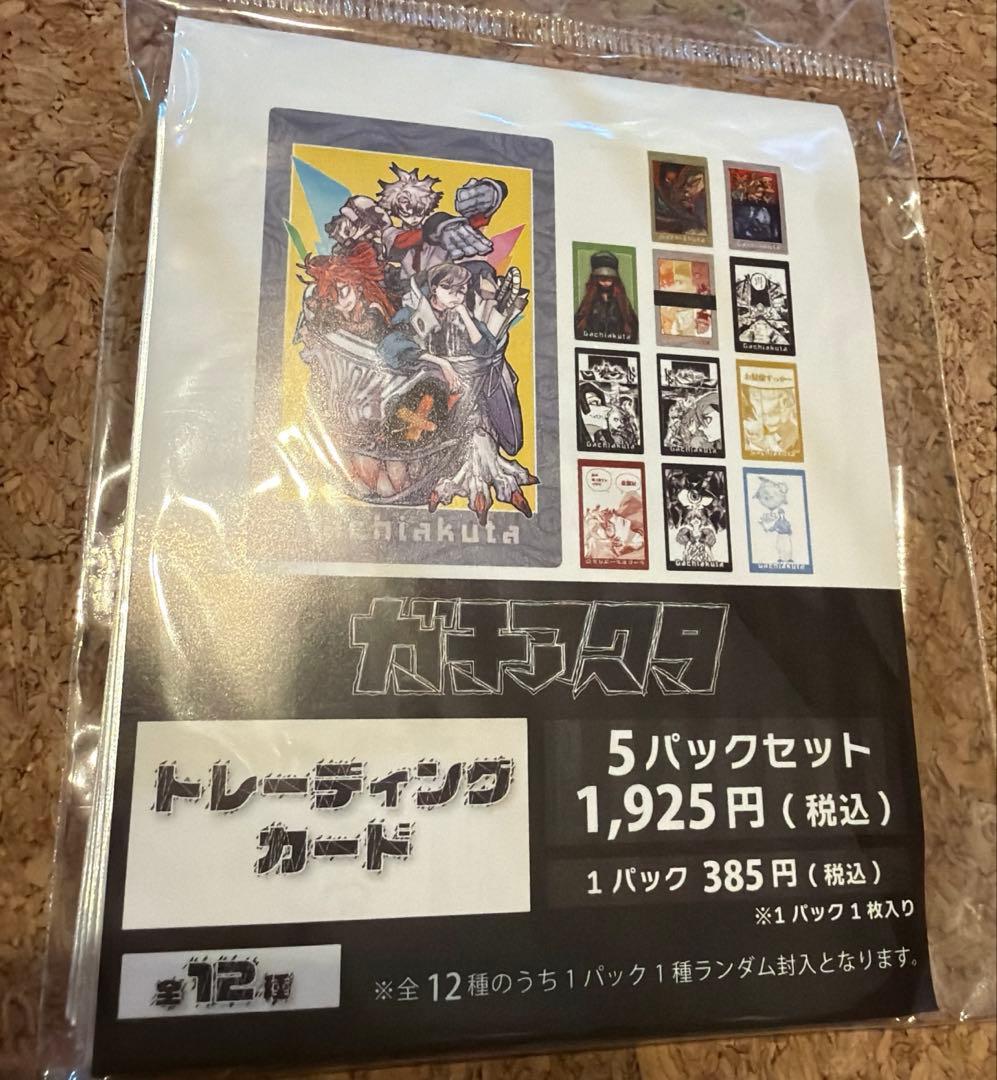 Gachiakuta
Gachiakuta
Gachiakuta
Gachiakuta
Gachiakuta
Gachiakuta
Gachiakuta
Gachiakuta
Gachiakuta
hiakuta
ガチアクタ
トレーディング
カード
5パックセット
1,925円(税込)
1パック 385円(税込)
※1パック1枚入り
全12種
※全12種のうち1パック1種ランダム封入となります。